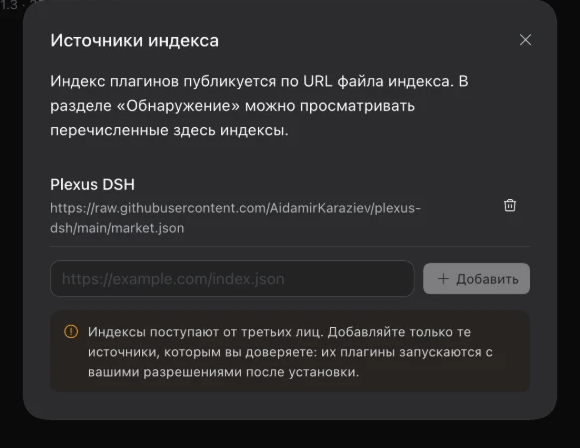 1.3 ·
Источники индекса
Индекс плагинов публикуется по URL файла индекса. В
разделе «Обнаружение» можно просматривать
перечисленные здесь индексы.
Plexus DSH
https://raw.githubusercontent.com/AidamirKaraziev/plexus-
dsh/main/market.json
https://example.com/index.json
+ Добавить
Индексы поступают от третьих лиц. Добавляйте только те
источники, которым вы доверяете: их плагины запускаются с
вашими разрешениями после установки.